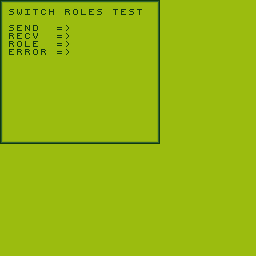 SWITCH ROLES TEST
SEND =>
RECV =>
ROLE =>
ERROR =>